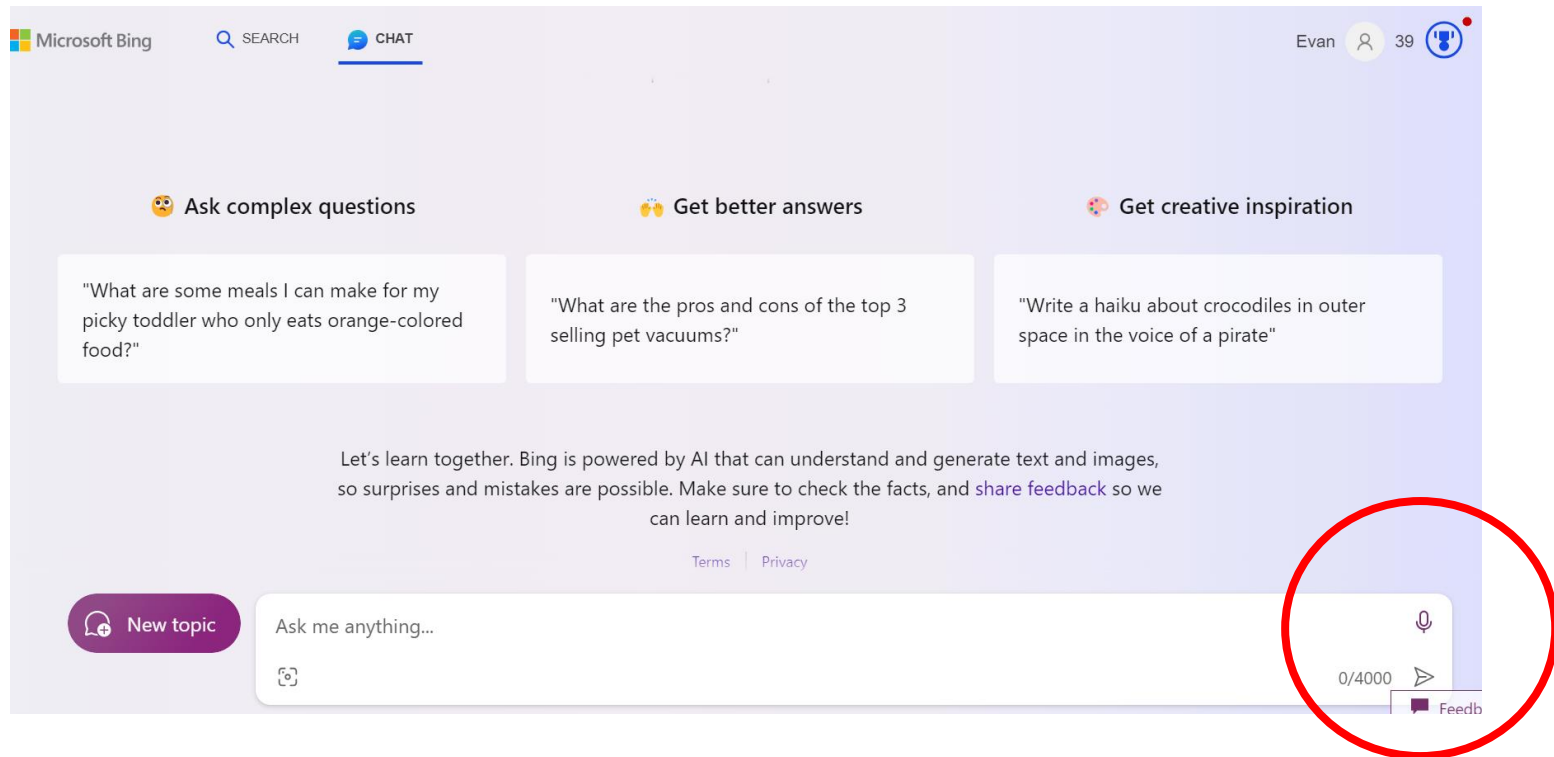 Microsoft Bing SEARCH CHAT Evan 39
Ask complex questions
Get better answers
Get creative inspiration
"What are some meals I can make for my
picky toddler who only eats orange-colored
food?"
"What are the pros and cons of the top 3
selling pet vacuums?"
"Write a haiku about crocodiles in outer
space in the voice of a pirate"
Let's learn together. Bing is powered by AI that can understand and generate text and images,
so surprises and mistakes are possible. Make sure to check the facts, and share feedback so we
can learn and improve!
Terms Privacy
New topic
Ask me anything...
0/4000
Feedb